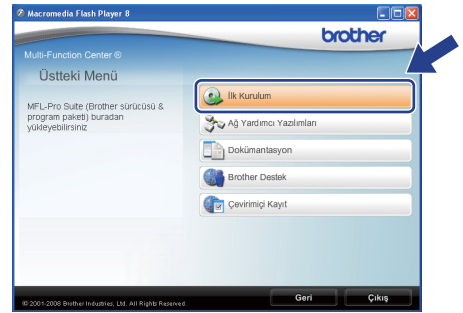 Macromedia Flash Player 8
brother
Multi-Function Center ®
Üstteki Menü
MFL-Pro Suite (Brother sürücüsü &
program paketi) buradan
yükleyebilirsiniz
İlk Kurulum
Ağ Yardımcı Yazılımları
Dokümantasyon
Brother Destek
Çevirimiçi Kayıt
© 2001-2008 Brother Industries, Ltd. All Rights Reserved.
Geri
Çıkış